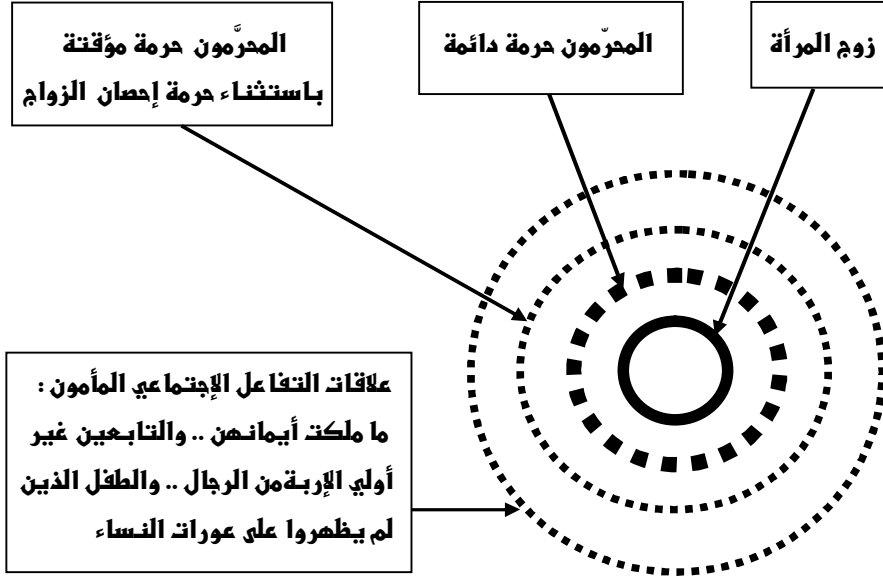 زوج المرأة
المحرّمون حرمة دائمة
المحرَّمون حرمة مؤقتة
باستثناء حرمة إحصان الزواج
علاقات التفاعل الإجتماعي المأمون :
ما ملكت أيمانهن .. والتابعين غير
أولي الإربة من الرجال .. والطفل الذين
لم يظهروا على عورات النساء